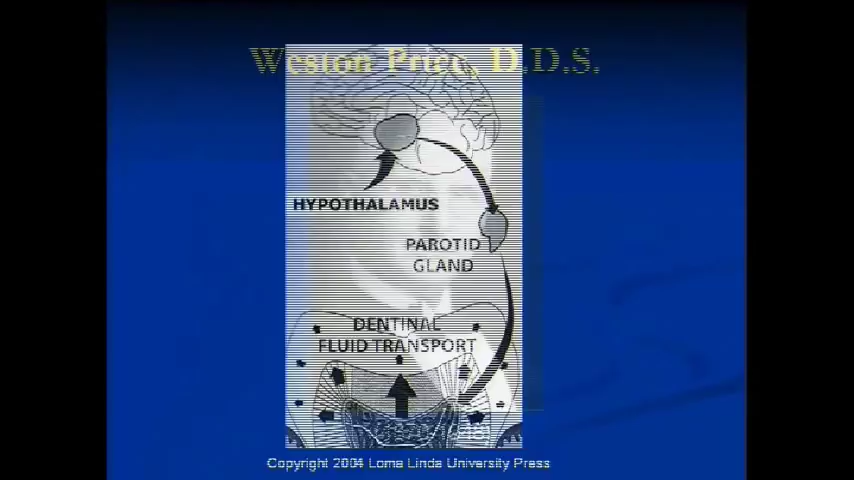 Weston Price, D.D.S.
HYPOTHALAMUS
PAROTID
GLAND
DENTINAL
FLUID TRANSPORT
Copyright 2004 Loma Linda University Press